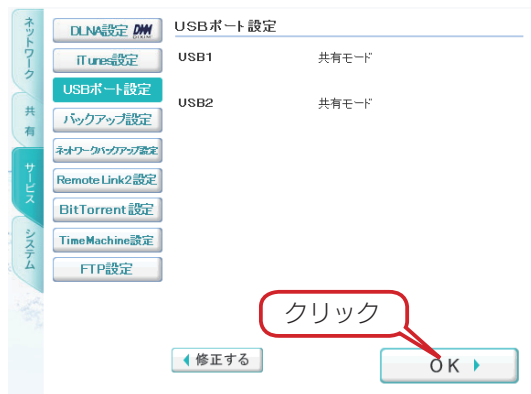 ネットワーク
共有
サービス
システム
DLNA設定
iTunes設定
USBポート設定
バックアップ設定
ネットワークバックアップ設定
Remote Link2設定
BitTorrent設定
TimeMachine設定
FTP設定
USBポート設定
USB1 共有モード
USB2 共有モード
クリック
修正する
OK